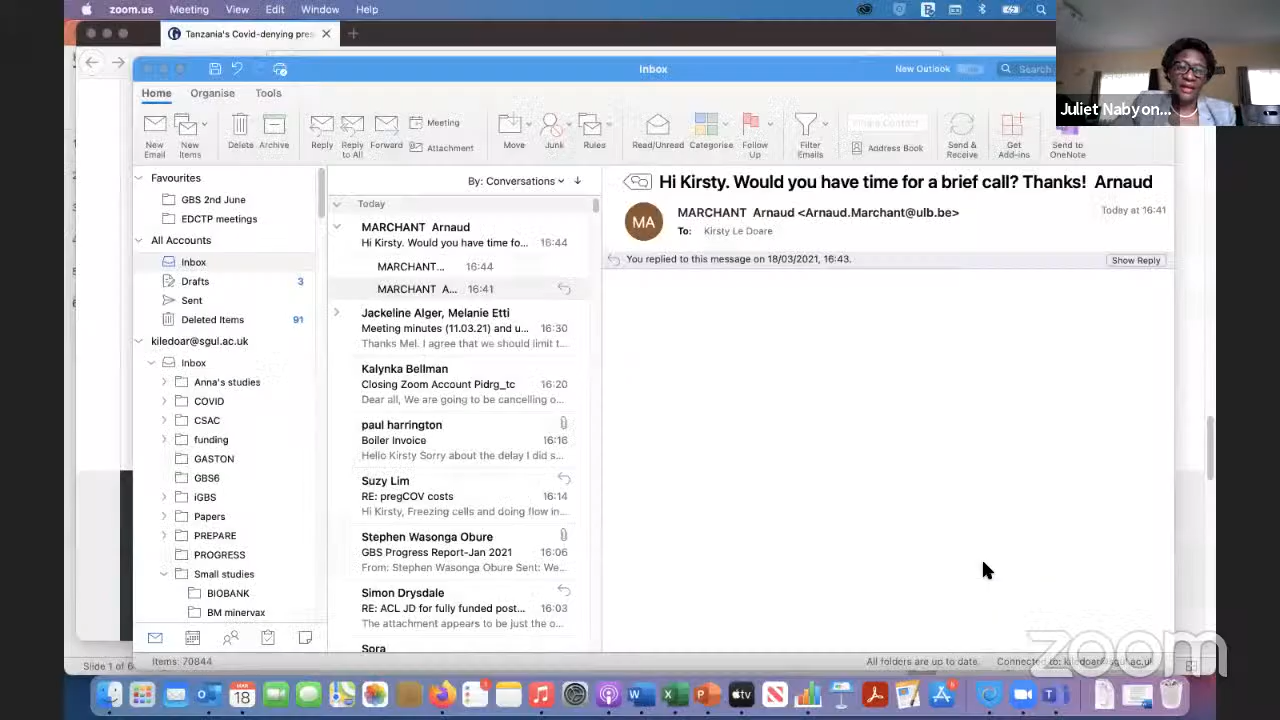 zoom.us Meeting View Edit Window Help
Tanzania's Covid-denying pres
Inbox
New Outlook
Search
Home Organise Tools
New Email
New Items
Delete
Archive
Reply
Reply to All
Forward
Meeting
Attachment
Move
Junk
Rules
Read/Unread
Categorise
Follow Up
Filter Emails
Find a Contact
Address Book
Send & Receive
Get Add-ins
Send to OneNote
Juliet Nabyon...
Favourites
GBS 2nd June
EDCTP meetings
All Accounts
Inbox
Drafts 3
Sent
Deleted Items 91
kiledoar@sgul.ac.uk
Inbox
Anna's studies
COVID
CSAC
funding
GASTON
GBS6
iGBS
Papers
PREPARE
PROGRESS
Small studies
BIOBANK
BM minervax
By: Conversations
Today
MARCHANT Arnaud
Hi Kirsty. Would you have time fo... 16:44
MARCHANT... 16:44
MARCHANT A... 16:41
Jackeline Alger, Melanie Etti
Meeting minutes (11.03.21) and u... 16:30
Thanks Mel. I agree that we should limit t...
Kalynka Bellman
Closing Zoom Account Pidrg_tc 16:20
Dear all, We are going to be cancelling o...
paul harrington
Boiler Invoice 16:16
Hello Kirsty Sorry about the delay I did s...
Suzy Lim
RE: pregCOV costs 16:14
Hi Kirsty, Freezing cells and doing flow in...
Stephen Wasonga Obure
GBS Progress Report-Jan 2021 16:06
From: Stephen Wasonga Obure Sent: We...
Simon Drysdale
RE: ACL JD for fully funded post... 16:03
The attachment appears to be just the o...
Sora
Hi Kirsty. Would you have time for a brief call? Thanks! Arnaud
MA
MARCHANT Arnaud <Arnaud.Marchant@ulb.be>
Today at 16:41
To: Kirsty Le Doare
You replied to this message on 18/03/2021, 16:43.
Show Reply
Slide 1 of 6
Items: 70844
All folders are up to date.
Connected to: kiledoar@sgul.ac.uk
zoom
MAR
18